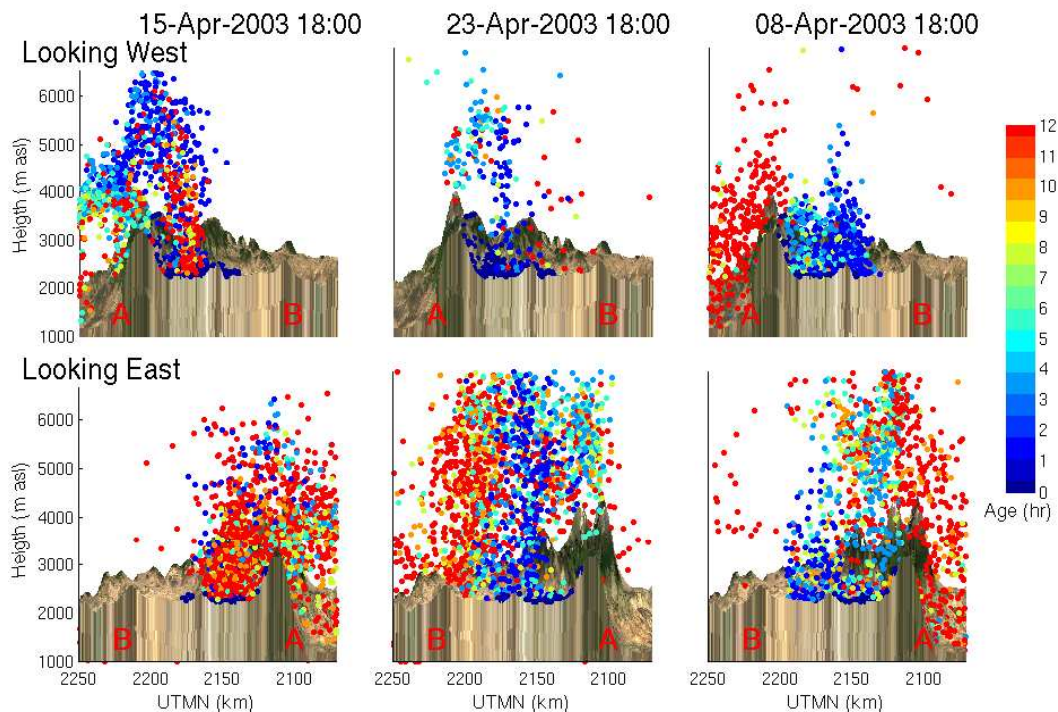 15-Apr-2003 18:00 23-Apr-2003 18:00 08-Apr-2003 18:00
Looking West
6000
5000
4000
3000
2000
1000
Heigth (m asl)
A B
A B
A B
12
11
10
9
8
7
6
5
4
3
2
1
0
Age (hr)
Looking East
6000
5000
4000
3000
2000
1000
Heigth (m asl)
B A
B A
B A
2250 2200 2150 2100
2250 2200 2150 2100
2250 2200 2150 2100
UTMN (km) UTMN (km) UTMN (km)